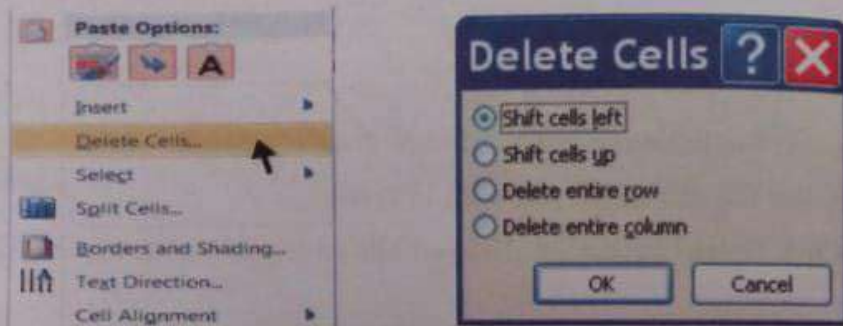 Paste Options:
A
Insert
Delete Cells...
Select
Split Cells...
Borders and Shading...
Text Direction...
Cell Alignment
Delete Cells ?
Shift cells left
Shift cells up
Delete entire row
Delete entire column
OK Cancel